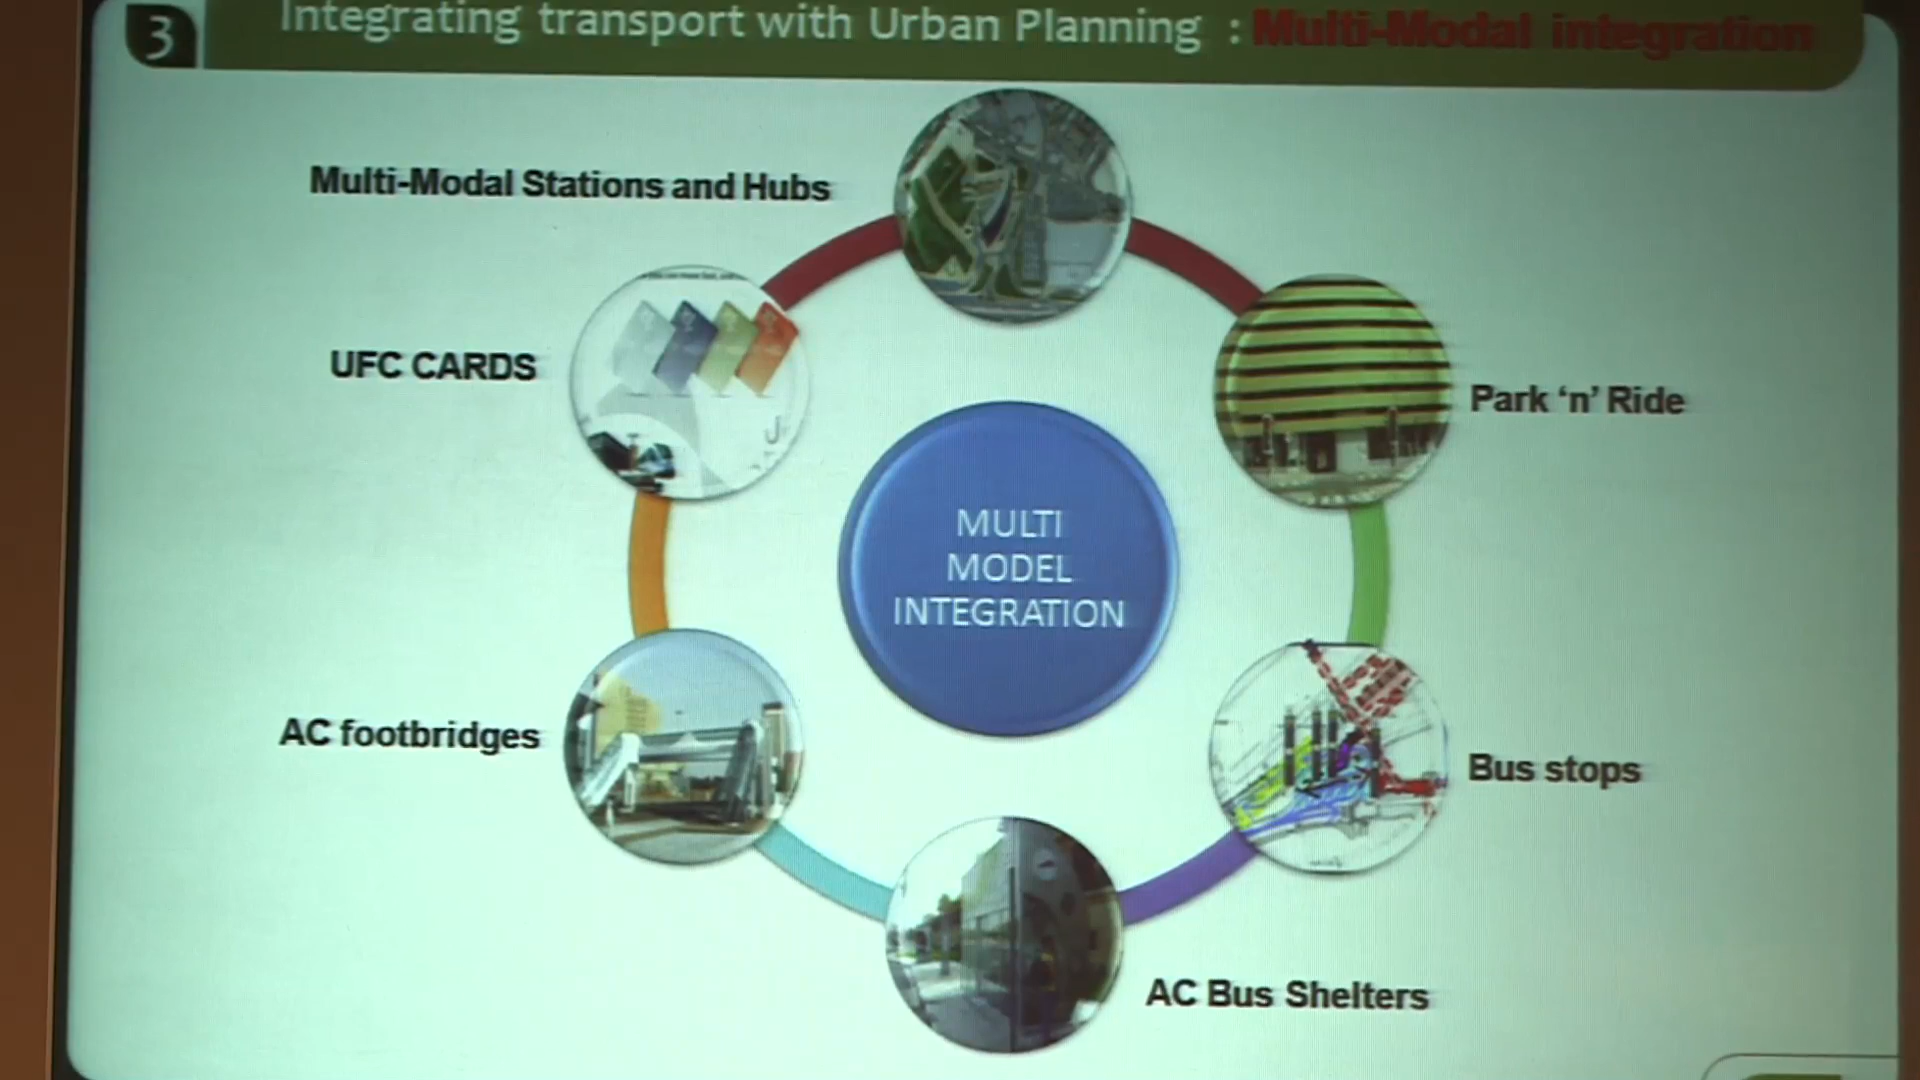 3
Integrating transport with Urban Planning : Multi-Modal integration
Multi-Modal Stations and Hubs
UFC CARDS
Park ‘n’ Ride
MULTI
MODEL
INTEGRATION
AC footbridges
Bus stops
AC Bus Shelters